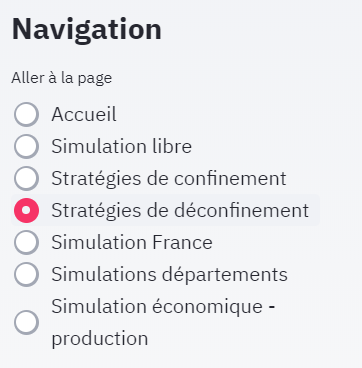 Navigation
Aller à la page
Accueil
Simulation libre
Stratégies de confinement
Stratégies de déconfinement
Simulation France
Simulations départements
Simulation économique -
production